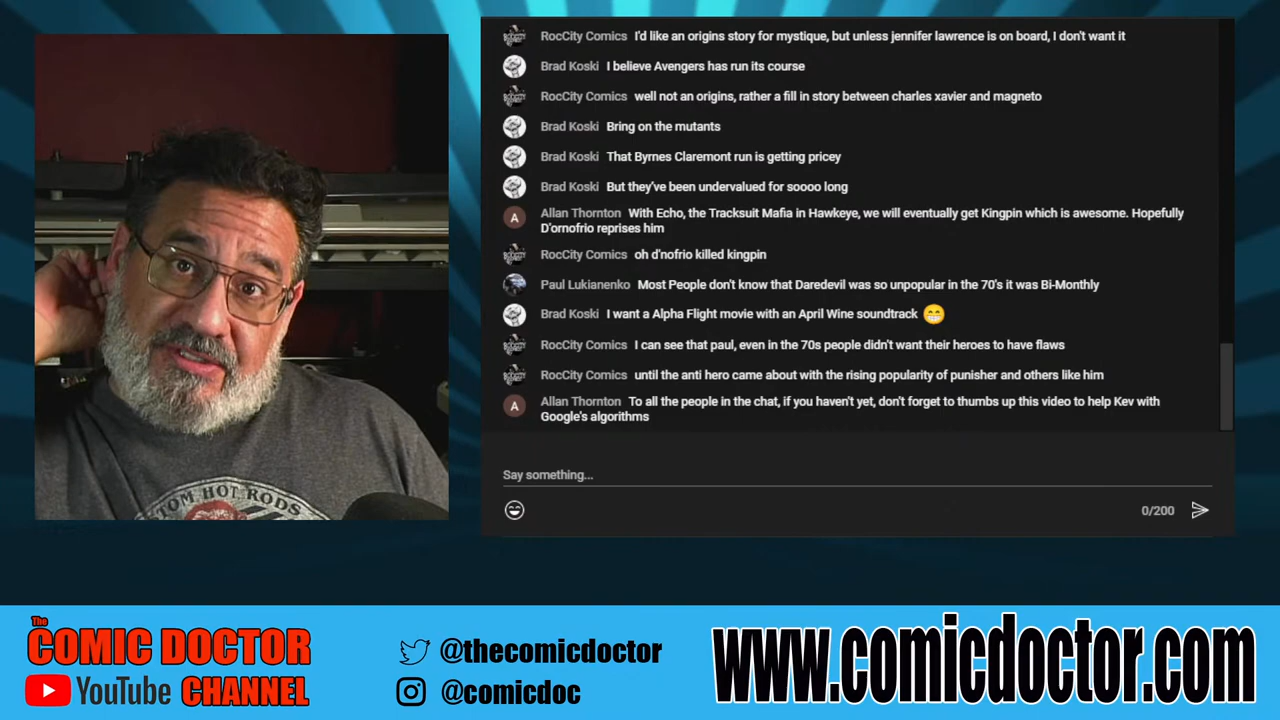 RocCity Comics I'd like an origins story for mystique, but unless jennifer lawrence is on board, I don't want it
Brad Koski I believe Avengers has run its course
RocCity Comics well not an origins, rather a fill in story between charles xavier and magneto
Brad Koski Bring on the mutants
Brad Koski That Byrnes Claremont run is getting pricey
Brad Koski But they've been undervalued for soooo long
A Allan Thornton With Echo, the Tracksuit Mafia in Hawkeye, we will eventually get Kingpin which is awesome. Hopefully
D'ornofrio reprises him
RocCity Comics oh d'nofrio killed kingpin
Paul Lukianenko Most People don't know that Daredevil was so unpopular in the 70's it was Bi-Monthly
Brad Koski I want a Alpha Flight movie with an April Wine soundtrack 😁
RocCity Comics I can see that paul, even in the 70s people didn't want their heroes to have flaws
RocCity Comics until the anti hero came about with the rising popularity of punisher and others like him
A Allan Thornton To all the people in the chat, if you haven't yet, don't forget to thumbs up this video to help Kev with
Google's algorithms
Say something...
0/200
TOM HOT RODS
The
COMIC DOCTOR
YouTube CHANNEL
@thecomicdoctor
@comicdoc
www.comicdoctor.com